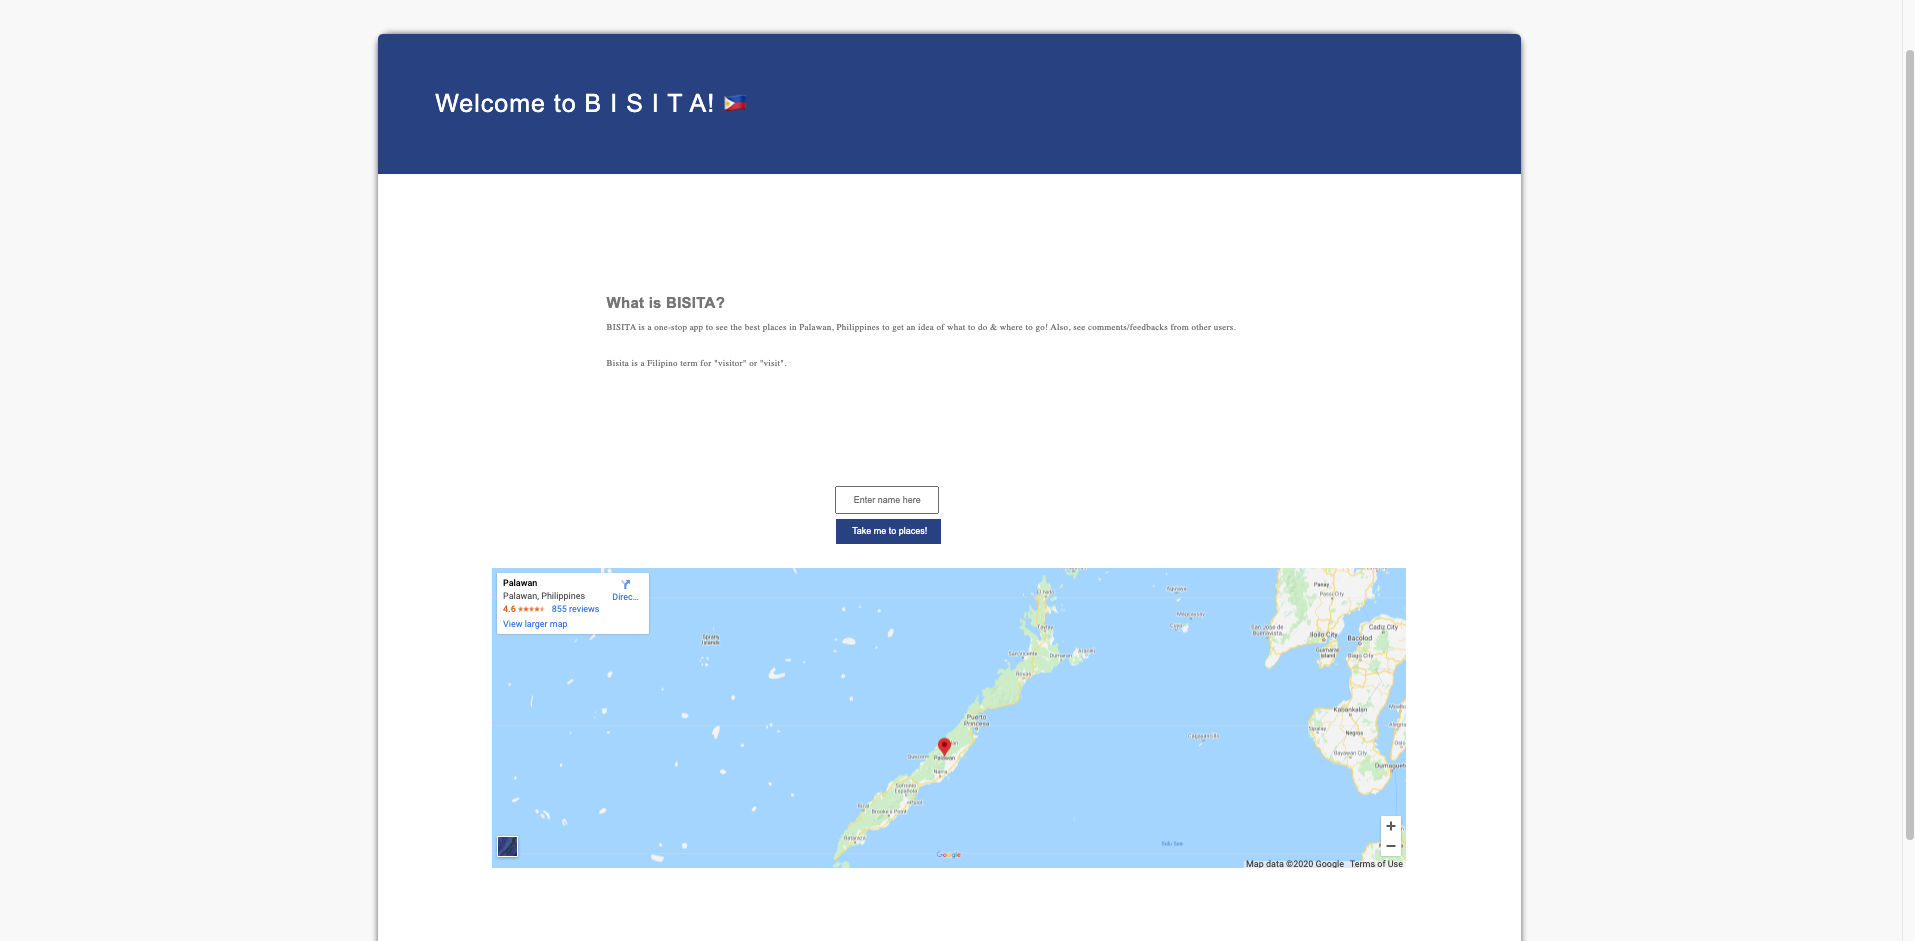 Welcome to B I S I T A! 🇵🇭
What is BISITA?
BISITA is a one-stop app to see the best places in Palawan, Philippines to get an idea of what to do & where to go! Also, see comments/feedbacks from other users.
Bisita is a Filipino term for "visitor" or "visit".
Enter name here
Take me to places!
Palawan
Palawan, Philippines
Direc...
4.6
855 reviews
View larger map
El Nido
Taytay
San Vicente
Dumaran
Araceli
Roxas
Puerto
Princesa
Spratly
Islands
Agutaya
Magsaysay
Cuyo
Panay
Passi City
San Jose de
Buenavista
Iloilo City
Guimaras
Island
Bacolod
Cadiz City
Bago City
Kabankalan
Sipalay
Negros
Bayawan City
Dumaguete
Cagayancillo
Quezon
Palawan
Narra
Sofronio
Española
Rizal
Brooke's Point
Bataraza
Sulu Sea
Google
+
−
Map data ©2020 Google
Terms of Use